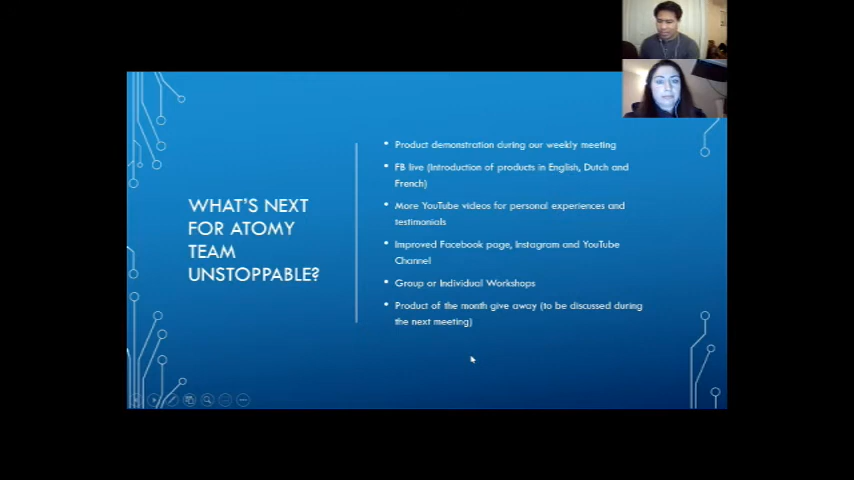 WHAT'S NEXT
FOR ATOMY
TEAM
UNSTOPPABLE?
Product demonstration during our weekly meeting
FB live (Introduction of products in English, Dutch and
French)
More YouTube videos for personal experiences and
testimonials
Improved Facebook page, Instagram and YouTube
Channel
Group or Individual Workshops
Product of the month give away (to be discussed during
the next meeting)